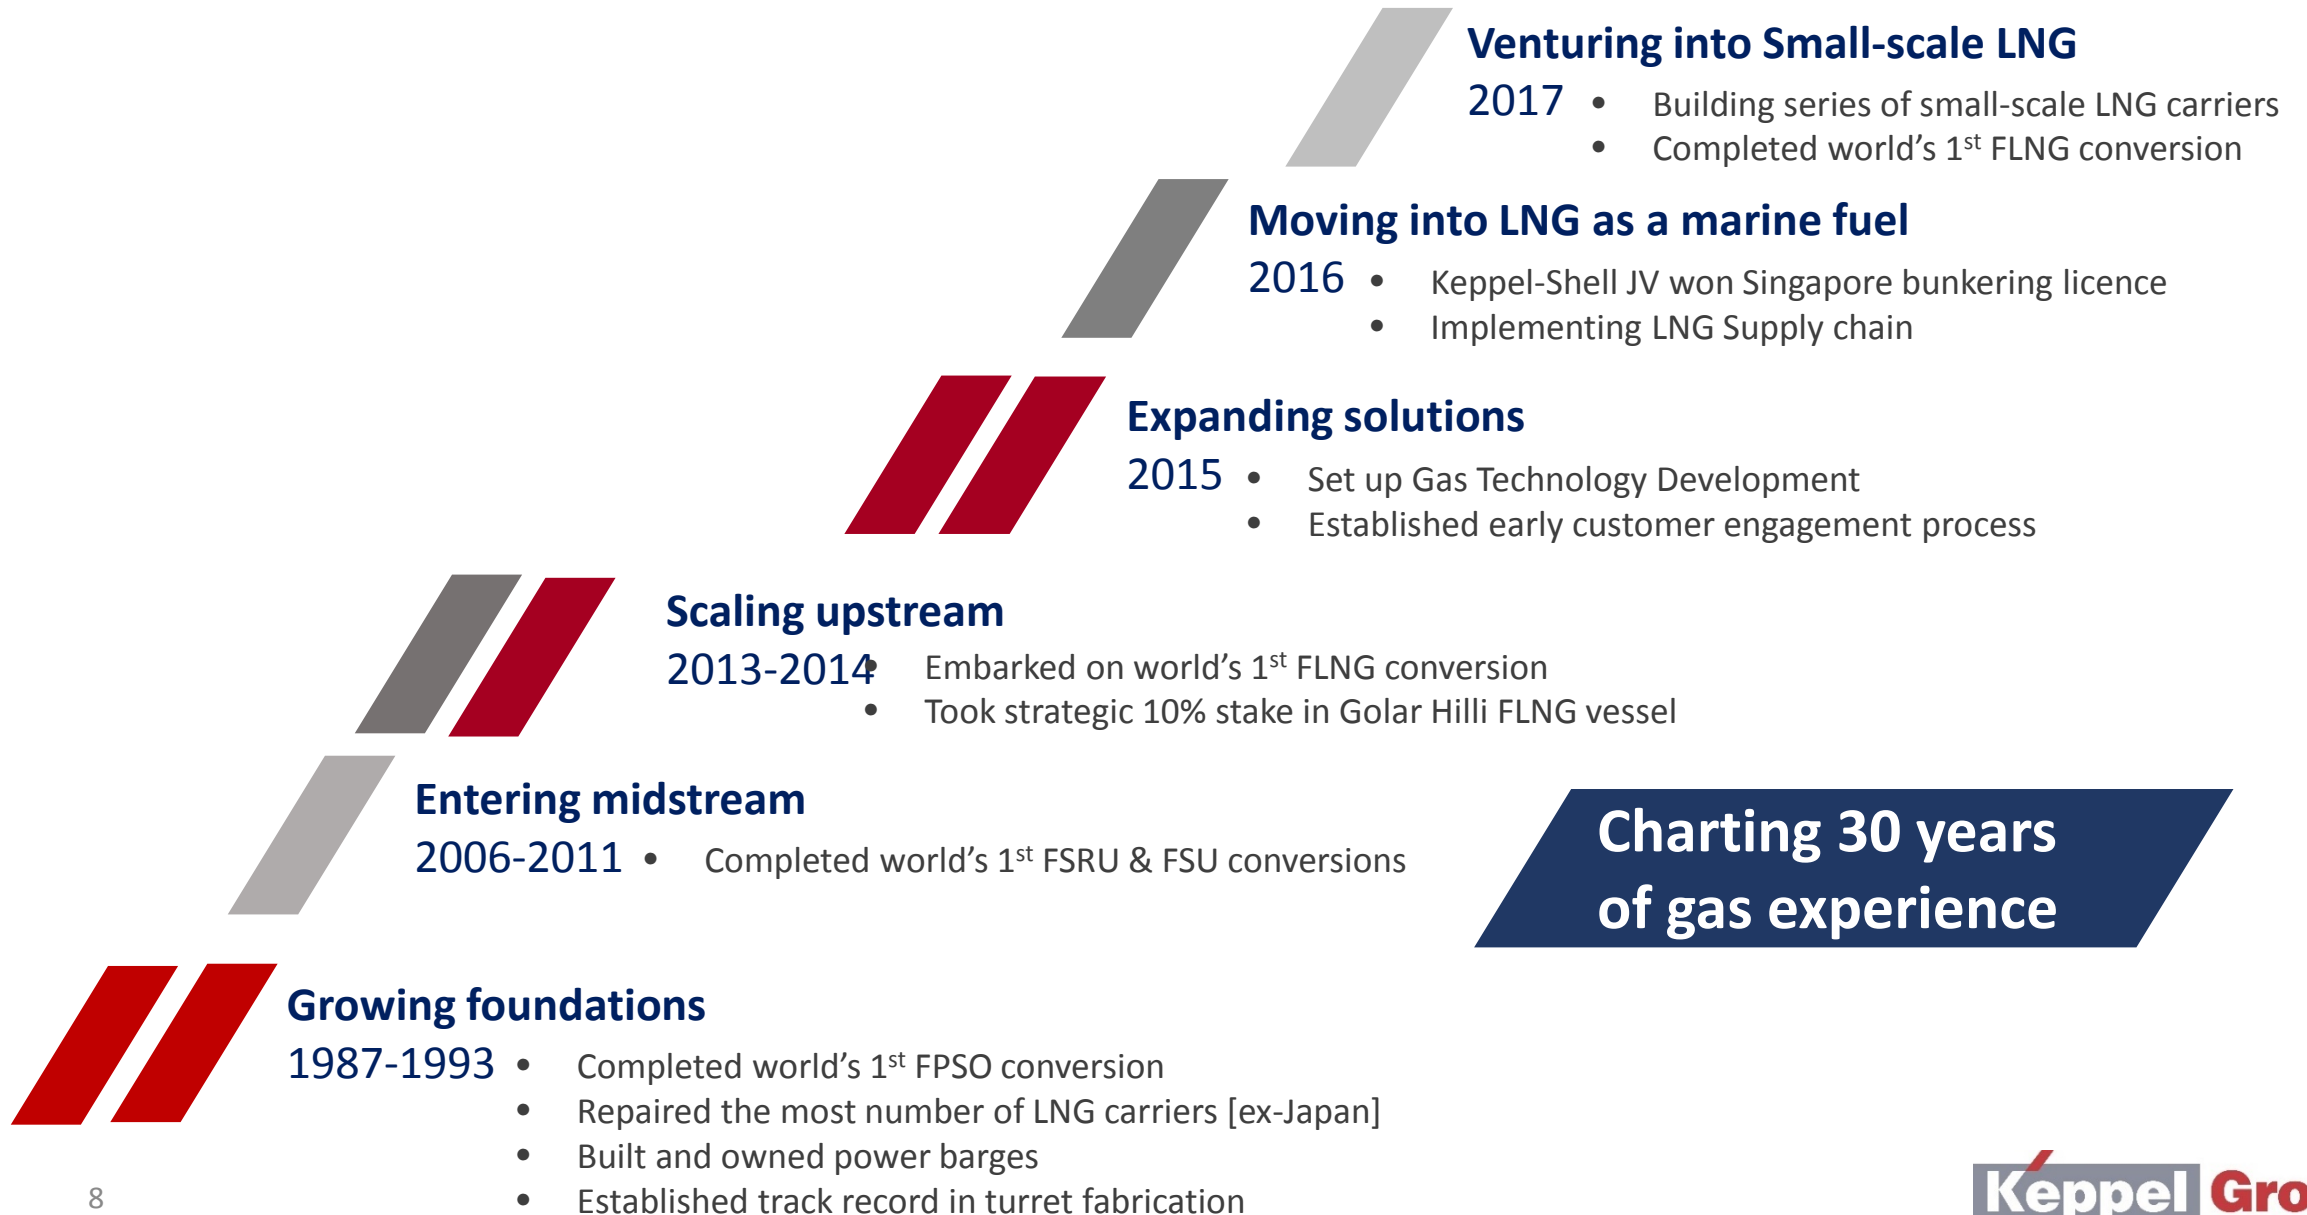 Venturing into Small-scale LNG
2017 • Building series of small-scale LNG carriers
• Completed world’s 1st FLNG conversion
Moving into LNG as a marine fuel
2016 • Keppel-Shell JV won Singapore bunkering licence
• Implementing LNG Supply chain
Expanding solutions
2015 • Set up Gas Technology Development
• Established early customer engagement process
Scaling upstream
2013-2014 • Embarked on world’s 1st FLNG conversion
• Took strategic 10% stake in Golar Hilli FLNG vessel
Entering midstream
2006-2011 • Completed world’s 1st FSRU & FSU conversions
Charting 30 years
of gas experience
Growing foundations
1987-1993 • Completed world’s 1st FPSO conversion
• Repaired the most number of LNG carriers [ex-Japan]
• Built and owned power barges
• Established track record in turret fabrication
8
Keppel Gro